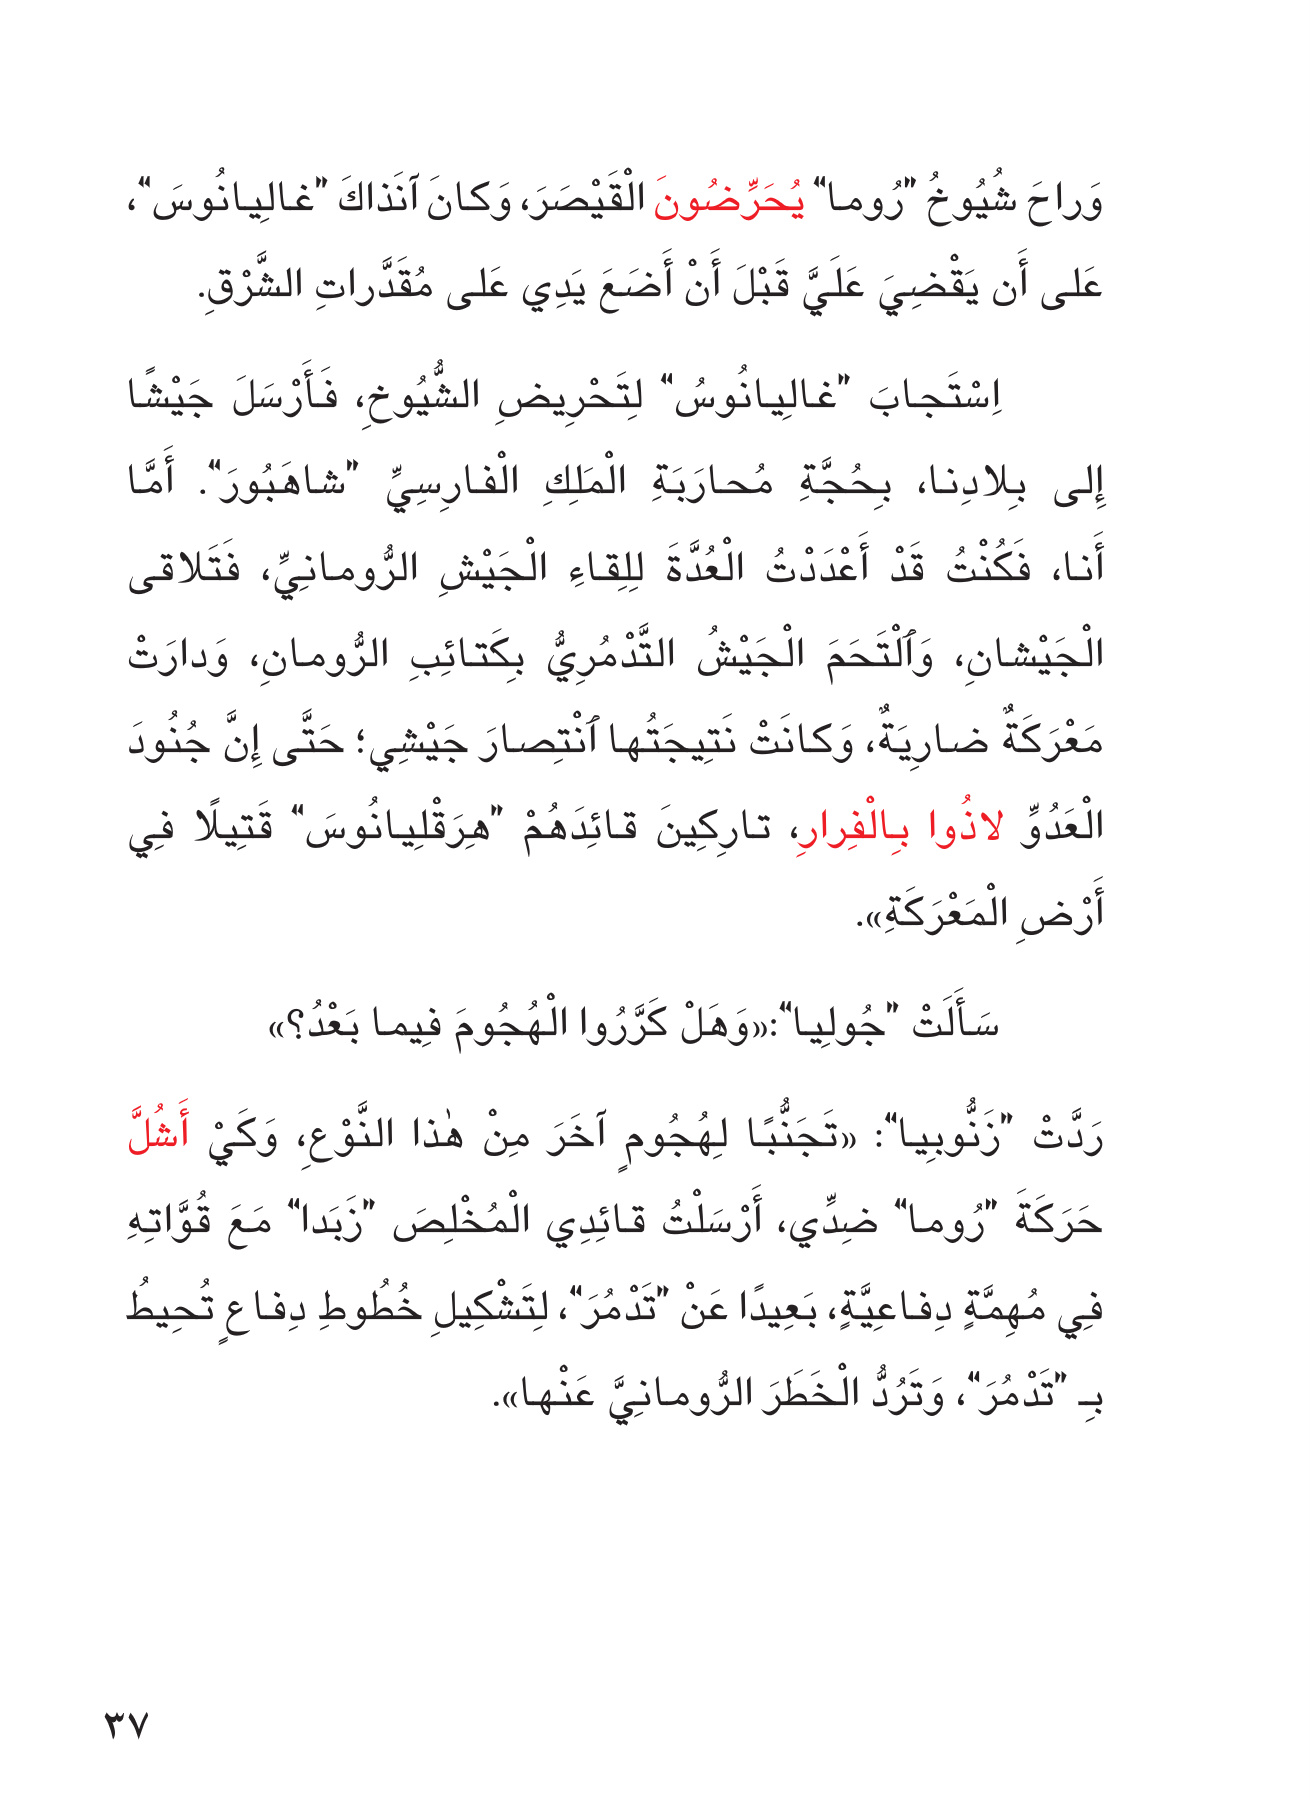 وَراحَ شُيُوخُ "رُوما" يُحَرِّضُونَ الْقَيْصَرَ، وَكانَ آنَذاكَ "غالِيانُوسَ"،
عَلى أَن يَقْضِيَ عَلَيَّ قَبْلَ أَنْ أَضَعَ يَدِي عَلى مُقَدَّراتِ الشَّرْقِ.
اِسْتَجابَ "غالِيانُوسُ" لِتَحْرِيضِ الشُّيُوخِ، فَأَرْسَلَ جَيْشًا
إِلى بِلادِنا، بِحُجَّةِ مُحارَبَةِ الْمَلِكِ الْفارِسِيِّ "شاهَبُورَ". أَمَّا
أَنا، فَكُنْتُ قَدْ أَعْدَدْتُ الْعُدَّةَ لِلِقاءِ الْجَيْشِ الرُّومانِيِّ، فَتَلاقى
الْجَيْشانِ، وَٱلْتَحَمَ الْجَيْشُ التَّدْمُرِيُّ بِكَتائِبِ الرُّومانِ، وَدارَتْ
مَعْرَكَةٌ ضارِيَةٌ، وَكانَتْ نَتِيجَتُها ٱنْتِصارَ جَيْشِي؛ حَتَّى إِنَّ جُنُودَ
الْعَدُوِّ لاذُوا بِالْفِرارِ، تارِكِينَ قائِدَهُمْ "هِرَقْلِيانُوسَ" قَتِيلًا فِي
أَرْضِ الْمَعْرَكَةِ».
سَأَلَتْ "جُولِيا":«وَهَلْ كَرَّرُوا الْهُجُومَ فِيما بَعْدُ؟»
رَدَّتْ "زَنُّوبِيا": «تَجَنُّبًا لِهُجُومٍ آخَرَ مِنْ هٰذا النَّوْعِ، وَكَيْ أَشُلَّ
حَرَكَةَ "رُوما" ضِدِّي، أَرْسَلْتُ قائِدِي الْمُخْلِصَ "زَبَدا" مَعَ قُوَّاتِهِ
فِي مُهِمَّةٍ دِفاعِيَّةٍ، بَعِيدًا عَنْ "تَدْمُرَ"، لِتَشْكِيلِ خُطُوطِ دِفاعٍ تُحِيطُ
بِـ "تَدْمُرَ"، وَتَرُدُّ الْخَطَرَ الرُّومانِيَّ عَنْها».
٣٧